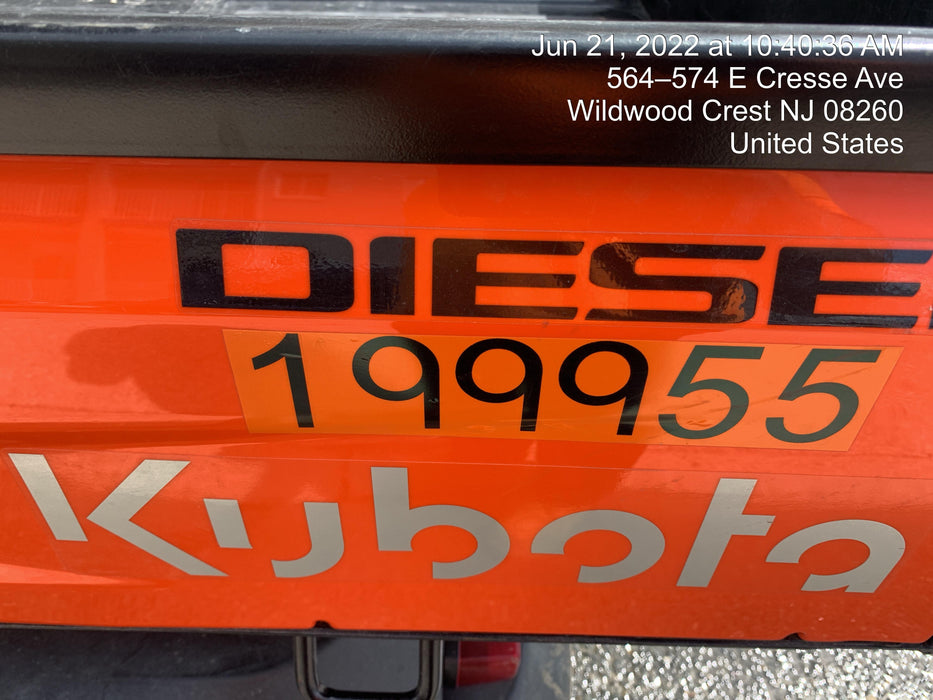 Jun 21, 2022 at 10:40:36 AM
564–574 E Cresse Ave
Wildwood Crest NJ 08260
United States
DIESE
199955
Kubota